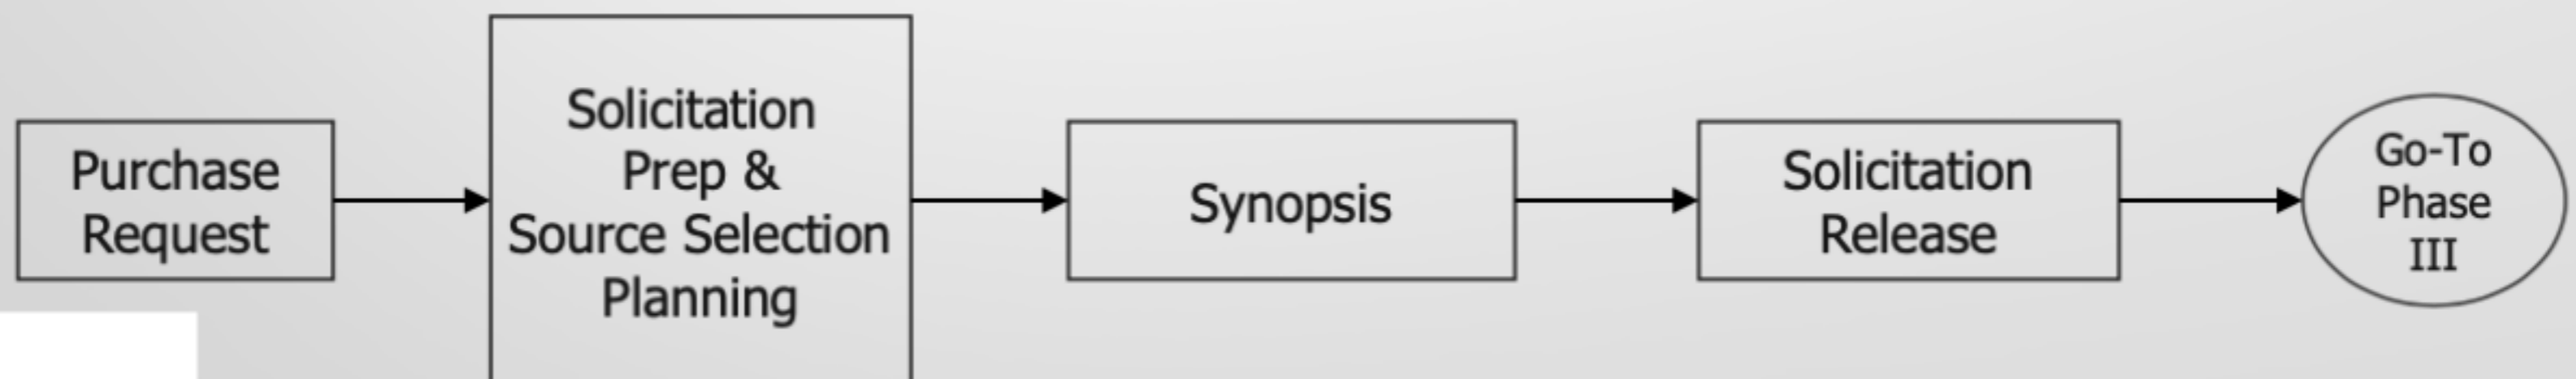 Purchase
Request
Solicitation
Prep &
Source Selection
Planning
Synopsis
Solicitation
Release
Go-To
Phase
III